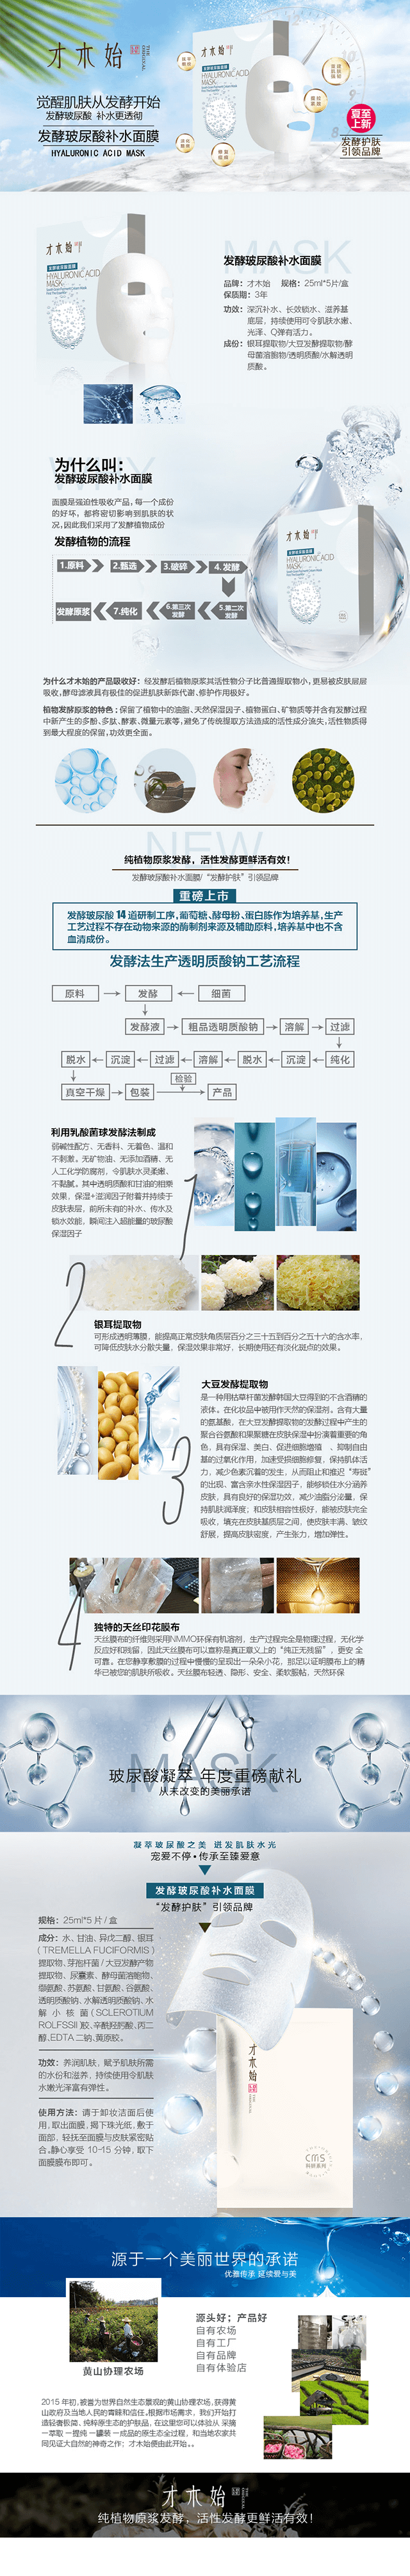 才木始
THE ORIGINAL
觉醒肌肤从发酵开始
发酵玻尿酸 补水更透彻
发酵玻尿酸补水面膜
HYALURONIC ACID MASK
才木始
发酵玻尿酸面膜
HYALURONIC ACID
MASK
夏至
上新
发酵护肤
引领品牌
才木始
发酵玻尿酸面膜
HYALURONIC ACID
MASK
MASK
发酵玻尿酸补水面膜
品牌：才木始 规格：25ml*5片/盒
保质期：3年
功效：深沉补水、长效锁水、滋养基
底层，持续使用可令肌肤水嫩、
光泽、Q弹有活力。
成份：银耳提取物/大豆发酵提取物/酵
母菌溶胞物/透明质酸/水解透明
质酸。
WHY
为什么叫：
发酵玻尿酸补水面膜
面膜是强迫性吸收产品，每一个成份
的好坏，都将密切影响到肌肤的状
况，因此我们采用了发酵植物成份
发酵植物的流程
1.原料
2.甄选
3.破碎
4.发酵
5.第二次
发酵
6.第三次
发酵
7.纯化
发酵原浆
才木始
HYALURONIC ACID
MASK
为什么才木始的产品吸收好：经发酵后植物原浆其活性物分子比普通提取物小，更易被皮肤层层
吸收，酵母滤液具有极佳的促进肌肤新陈代谢、修护作用极好。
植物发酵原浆的特色：保留了植物中的油脂、天然保湿因子、植物蛋白、矿物质等并含有发酵过程
中新产生的多酚、多肽、酵素、微量元素等，避免了传统提取方法造成的活性成分流失，活性物质得
到最大程度的保留，功效更全面。
NEW
纯植物原浆发酵，活性发酵更鲜活有效！
发酵玻尿酸补水面膜/“发酵护肤”引领品牌
重磅上市
发酵玻尿酸 14 道研制工序，葡萄糖、酵母粉、蛋白胨作为培养基，生产
工艺过程不存在动物来源的酶制剂来源及辅助原料，培养基中也不含
血清成份。
发酵法生产透明质酸钠工艺流程
原料
发酵
细菌
发酵液
粗品透明质酸钠
溶解
过滤
脱水
沉淀
过滤
溶解
脱水
沉淀
纯化
检验
真空干燥
包装
产品
利用乳酸菌球发酵法制成
弱碱性配方、无香料、无着色、温和
不刺激。无矿物油、无添加酒精、无
人工化学防腐剂，令肌肤水灵柔嫩、
不黏腻。其中透明质酸和甘油的相乘
效果，保湿+滋润因子附着并持续于
皮肤表层，前所未有的补水、传水及
锁水效能，瞬间注入超能量的玻尿酸
保湿因子
1
2
银耳提取物
可形成透明薄膜，能提高正常皮肤角质层百分之三十五到百分之五十六的含水率，
可降低皮肤水分散失量，保湿效果非常好，长期使用还有淡化斑点的效果。
3
大豆发酵提取物
是一种用枯草杆菌发酵韩国大豆得到的不含酒精的
液体。在化妆品中被用作天然的保湿剂。含有大量
的氨基酸，在大豆发酵提取物的发酵过程中产生的
聚合谷氨酸和果聚糖在皮肤保湿中扮演着重要的角
色，具有保湿、美白、促进细胞增殖 、抑制自由
基的过氧化作用，加速受损细胞修复，保持肌体活
力，减少色素沉着的发生，从而阻止和推迟“寿斑”
的出现、富含亲水性保湿因子，能够锁住水分涵养
皮肤，具有良好的保湿功效，减少油脂分泌量，保
持肌肤润泽度；和皮肤相容性极好，能被皮肤完全
吸收，填充在皮肤基质层之间，使皮肤丰满、皱纹
舒展，提高皮肤密度，产生张力，增加弹性。
4
独特的天丝印花膜布
天丝膜布的纤维则采用NMMO环保有机溶剂，生产过程完全是物理过程，无化学
反应好和残留，因此天丝膜布可以宣称是真正意义上的“纯正无残留”，更安全
可靠。在您静享敷膜的过程中慢慢的呈现出一朵朵小花，那足以证明膜布上的精
华已被您的肌肤所吸收。天丝膜布轻透、隐形、安全、柔软服帖，天然环保
MASK
玻尿酸凝萃 年度重磅献礼
从未改变的美丽承诺
凝萃玻尿酸之美 迸发肌肤水光
宠爱不停·传承至臻爱意
发酵玻尿酸补水面膜
“发酵护肤”引领品牌
规格：25ml*5 片 / 盒
成分：水、甘油、异戊二醇、银耳
（TREMELLA FUCIFORMIS）
提取物、芽孢杆菌 / 大豆发酵产物
提取物、尿囊素、酵母菌溶胞物、
缬氨酸、苏氨酸、甘氨酸、谷氨酸、
透明质酸钠、水解透明质酸钠、水
解小核菌(SCLEROTIUM
ROLFSSII)胶、辛酰羟肟酸、丙二
醇、EDTA 二钠、黄原胶。
功效：养润肌肤，赋予肌肤所需
的水份和滋养，持续使用令肌肤
水嫩光泽富有弹性。
使用方法：请于卸妆洁面后使
用，取出面膜，揭下珠光纸，敷于
面部，轻抚至面膜与皮肤紧密贴
合。静心享受 10-15 分钟，取下
面膜膜布即可。
才木始
cms
科研系列
源于一个美丽世界的承诺
优雅传承 延续爱与美
黄山协理农场
源头好：产品好
自有农场
自有工厂
自有品牌
自有体验店
2015 年初，被誉为世界自然生态景观的黄山协理农场，获得黄
山政府及当地人民的青睐和信任。根据市场需求，我们开始打
造轻奢极简、纯粹原生态的护肤品，在这里您可以体验从 采摘
—萃取 —提纯 —罐装 —成品的原生态全过程，和当地农家共
同见证大自然的神奇之作；才木始便由此开始。。
才木始
THE ORIGINAL
纯植物原浆发酵，活性发酵更鲜活有效！